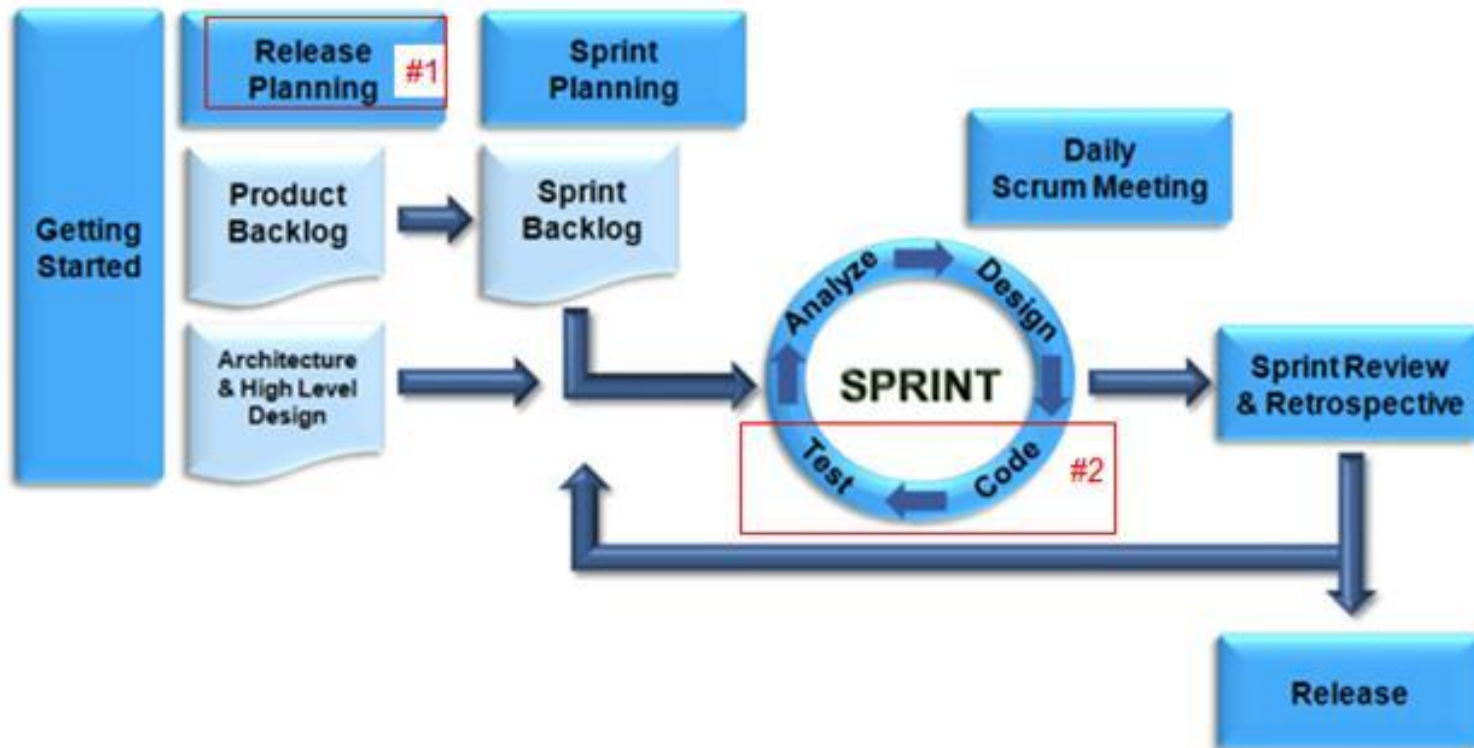 Getting
Started
Release
Planning
#1
Sprint
Planning
Product
Backlog
Sprint
Backlog
Daily
Scrum Meeting
Architecture
& High Level
Design
Analyze
Design
SPRINT
Test
Code
#2
Sprint Review
& Retrospective
Release